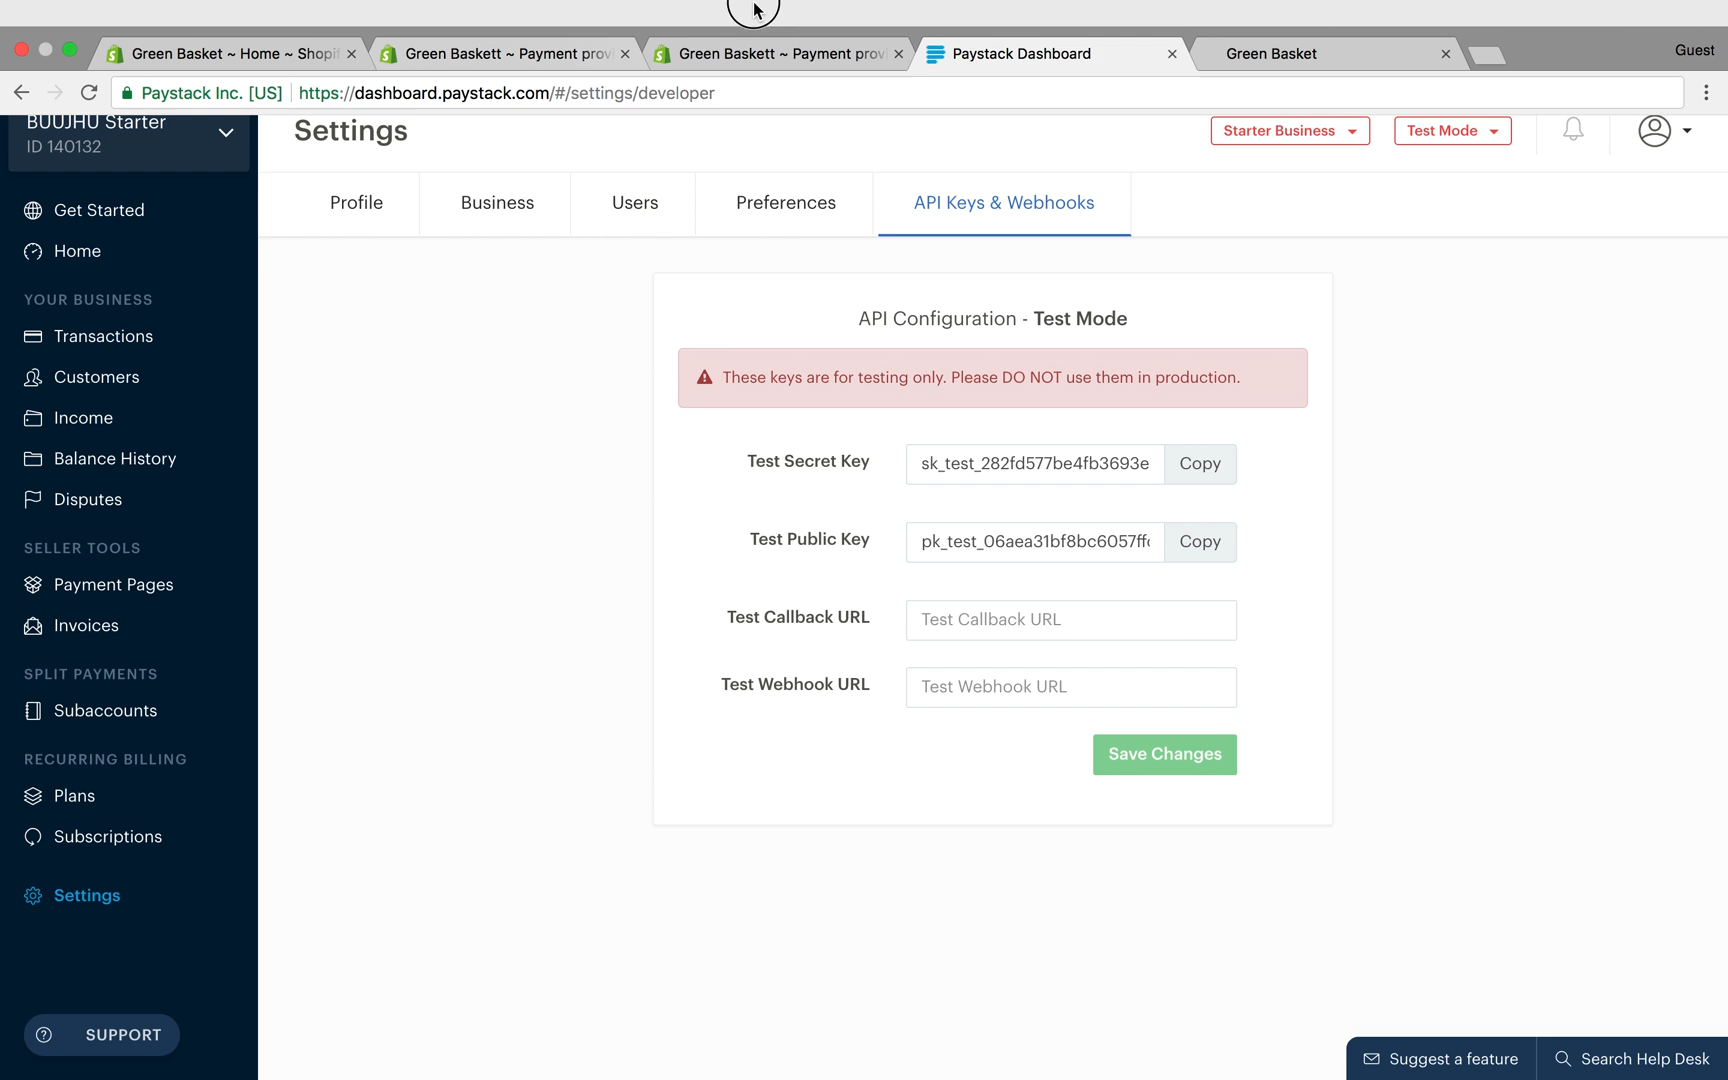 Green Basket ~ Home ~ Shopi
Green Baskett ~ Payment provi
Green Baskett ~ Payment provi
Paystack Dashboard
Green Basket
Guest
Paystack Inc. [US]
https://dashboard.paystack.com/#/settings/developer
BUUJHU Starter
ID 140132
Settings
Starter Business
Test Mode
Profile
Business
Users
Preferences
API Keys & Webhooks
Get Started
Home
YOUR BUSINESS
Transactions
Customers
Income
Balance History
Disputes
SELLER TOOLS
Payment Pages
Invoices
SPLIT PAYMENTS
Subaccounts
RECURRING BILLING
Plans
Subscriptions
Settings
SUPPORT
API Configuration - Test Mode
These keys are for testing only. Please DO NOT use them in production.
Test Secret Key
sk_test_282fd577be4fb3693e
Copy
Test Public Key
pk_test_06aea31bf8bc6057ff
Copy
Test Callback URL
Test Callback URL
Test Webhook URL
Test Webhook URL
Save Changes
Suggest a feature
Search Help Desk